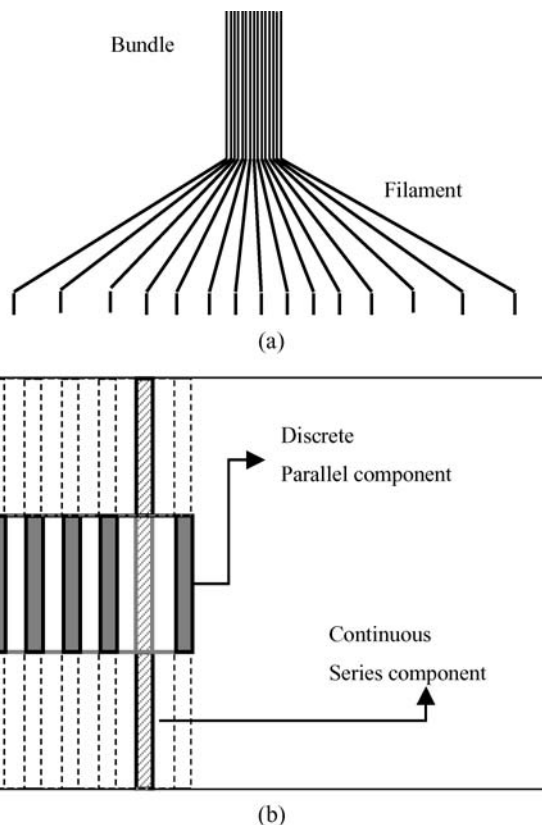 Bundle
Filament
(a)
Discrete
Parallel component
Continuous
Series component
(b)